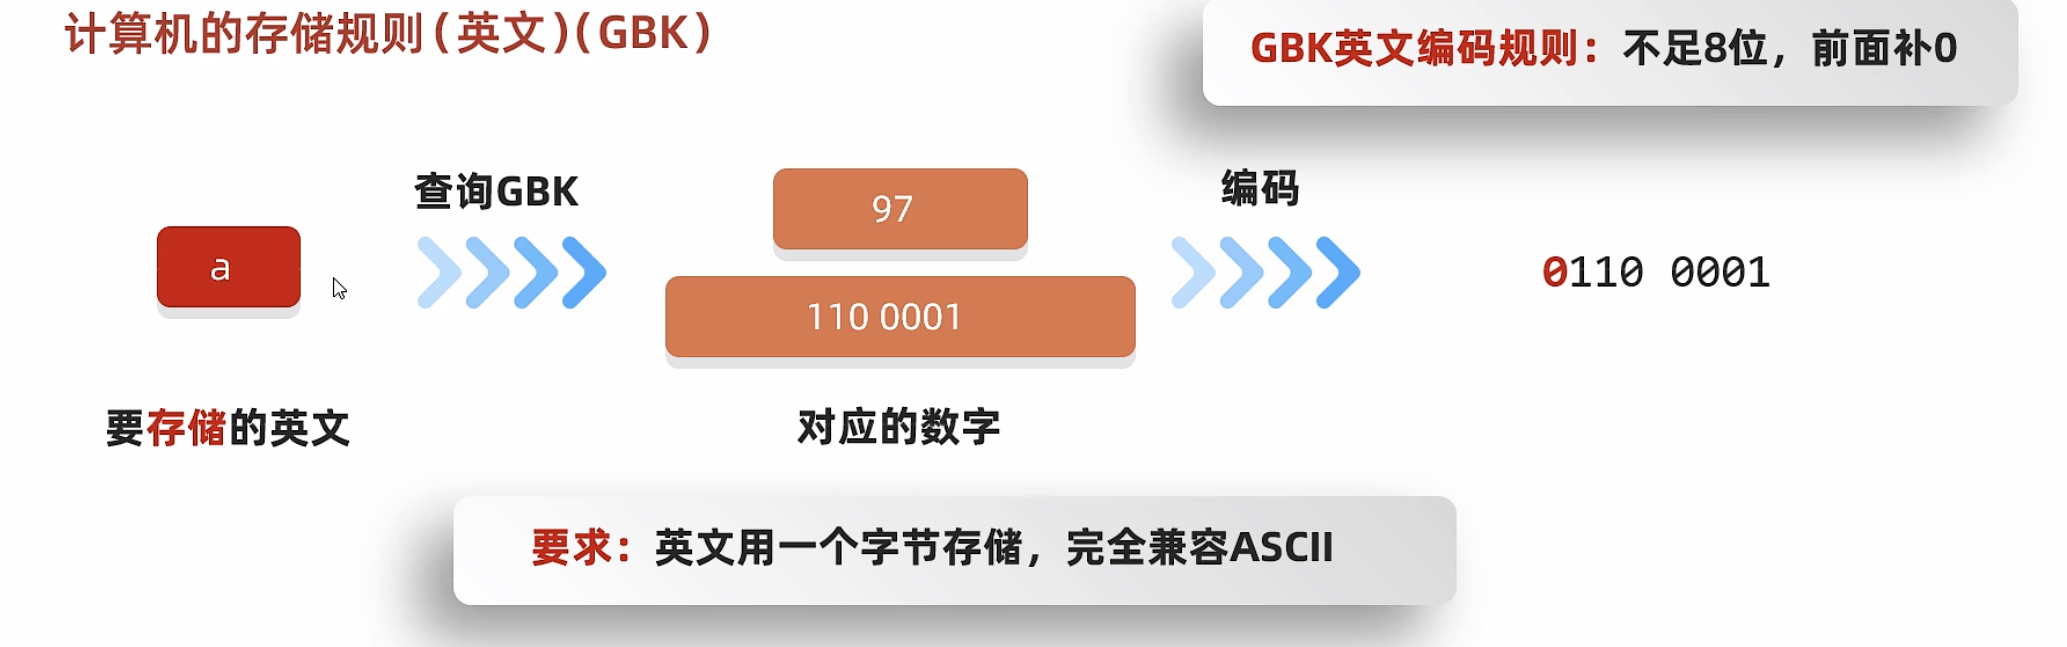 计算机的存储规则(英文)(GBK)
GBK英文编码规则：不足8位，前面补0
查询GBK
编码
a
97
110 0001
0110 0001
要存储的英文
对应的数字
要求：英文用一个字节存储，完全兼容ASCII